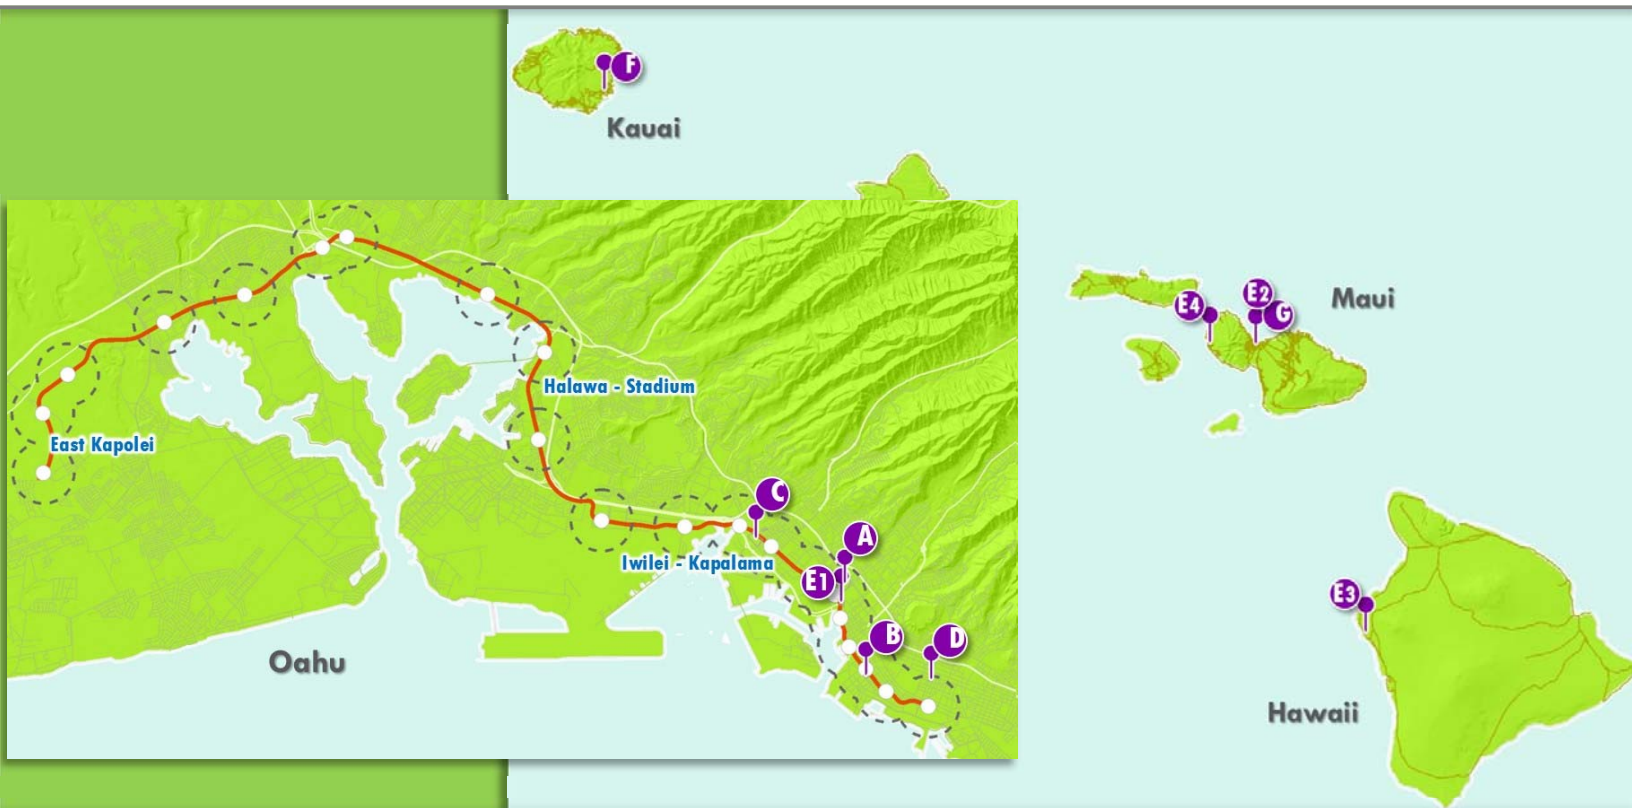 F
Kauai
E2
E4
G
Maui
Halawa - Stadium
East Kapolei
C
A
Iwilei - Kapalama
E1
E3
B
D
Oahu
Hawaii